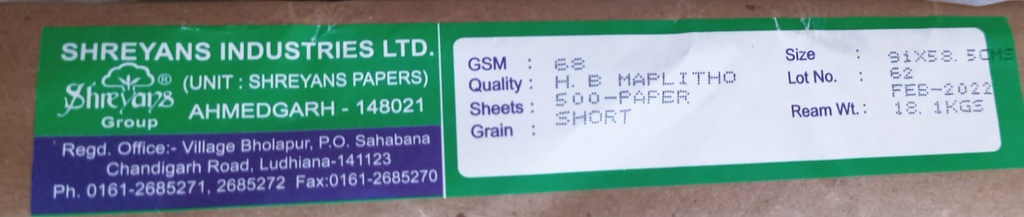 SHREYANS INDUSTRIES LTD.
Shreyans ® (UNIT : SHREYANS PAPERS)
Group AHMEDGARH - 148021
Regd. Office:- Village Bholapur, P.O. Sahabana
Chandigarh Road, Ludhiana-141123
Ph. 0161-2685271, 2685272 Fax:0161-2685270
GSM : 68
Quality : H. B MAPLITHO
Sheets : 500-PAPER
Grain : SHORT
Size : 91X58.5CMS
Lot No. : 62
FEB-2022
Ream Wt. : 18.1KGS